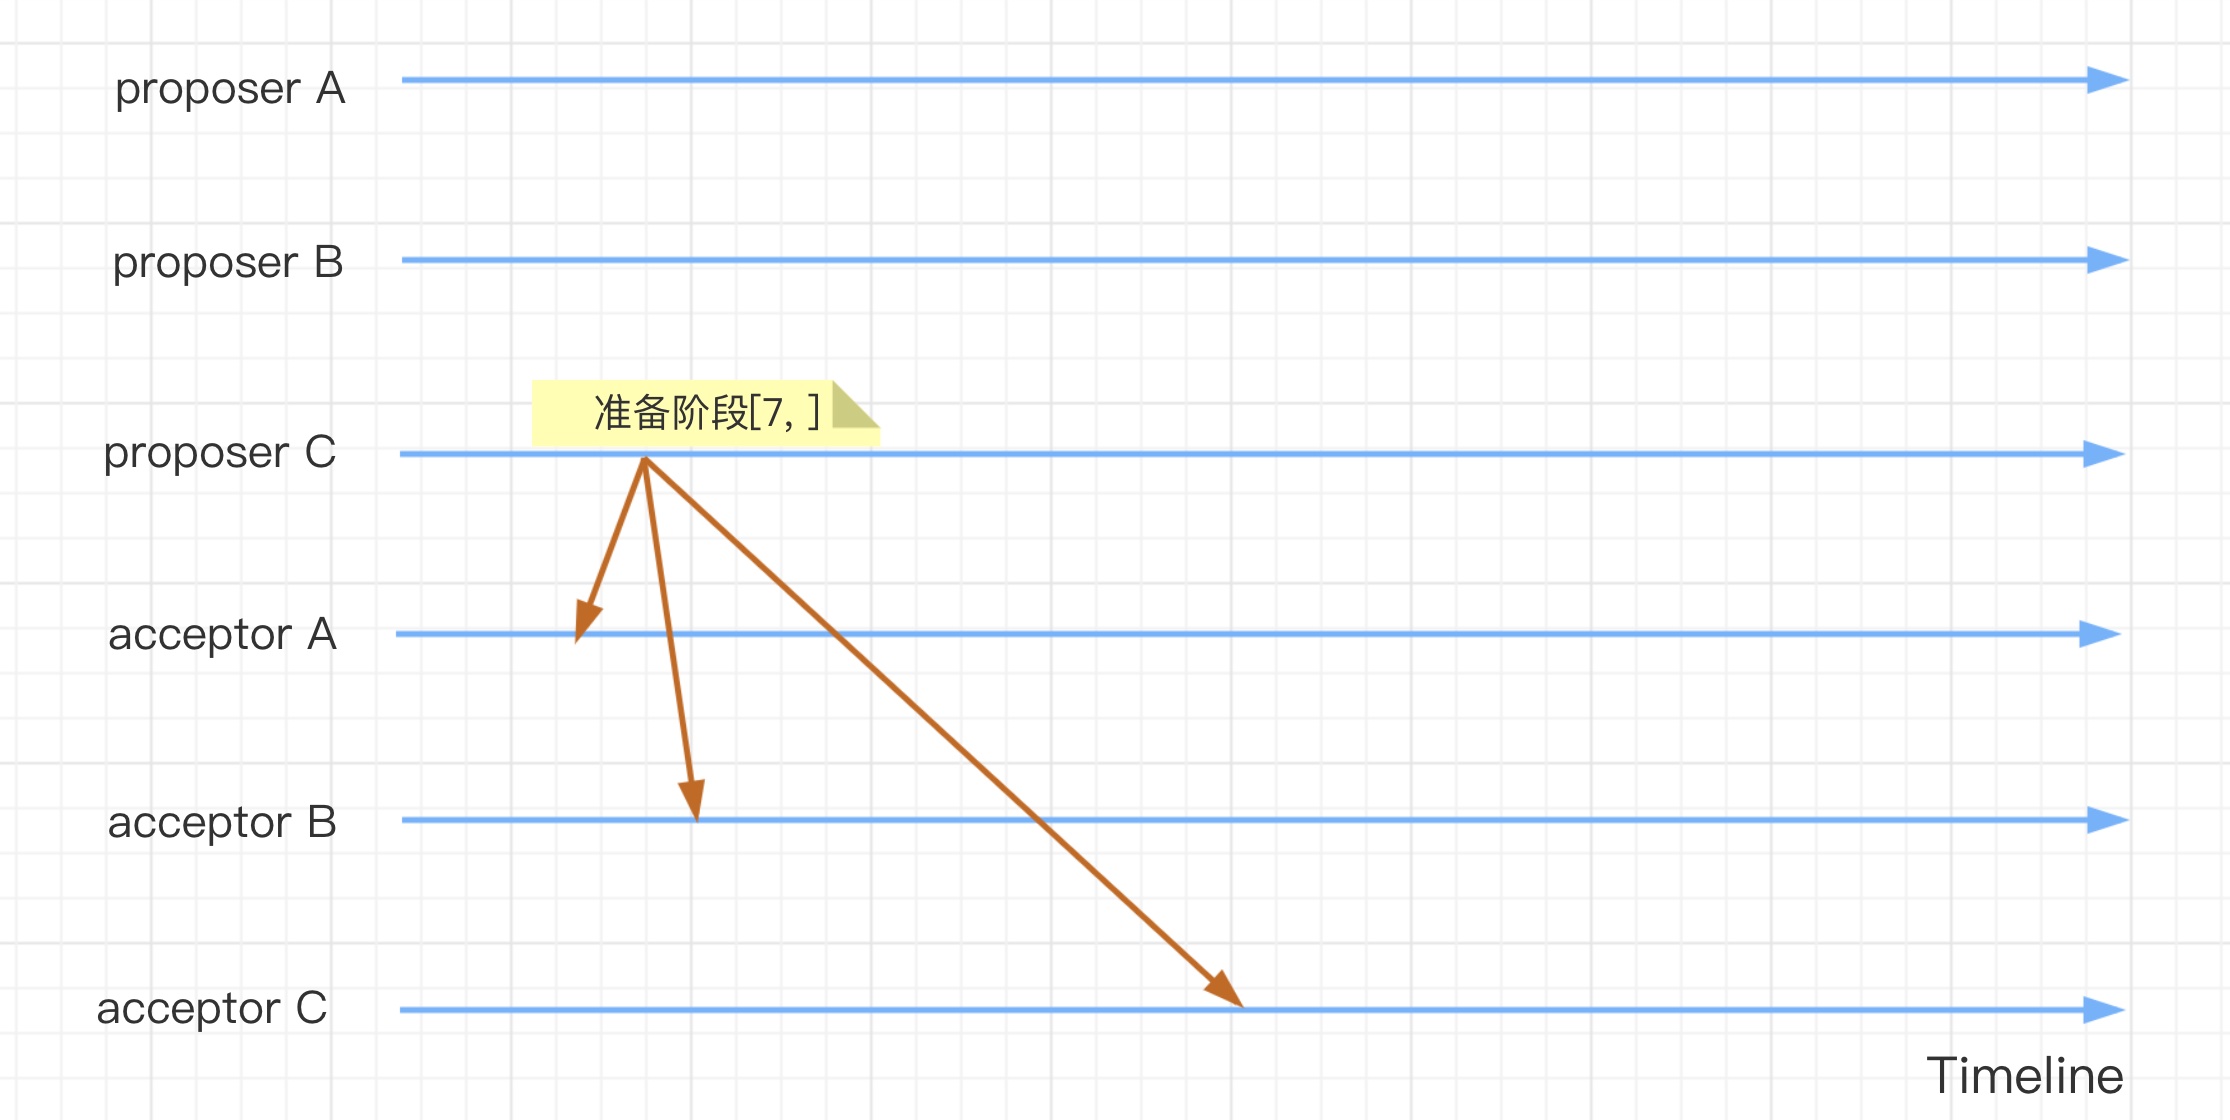 proposer A
proposer B
准备阶段[7, ]
proposer C
acceptor A
acceptor B
acceptor C
Timeline